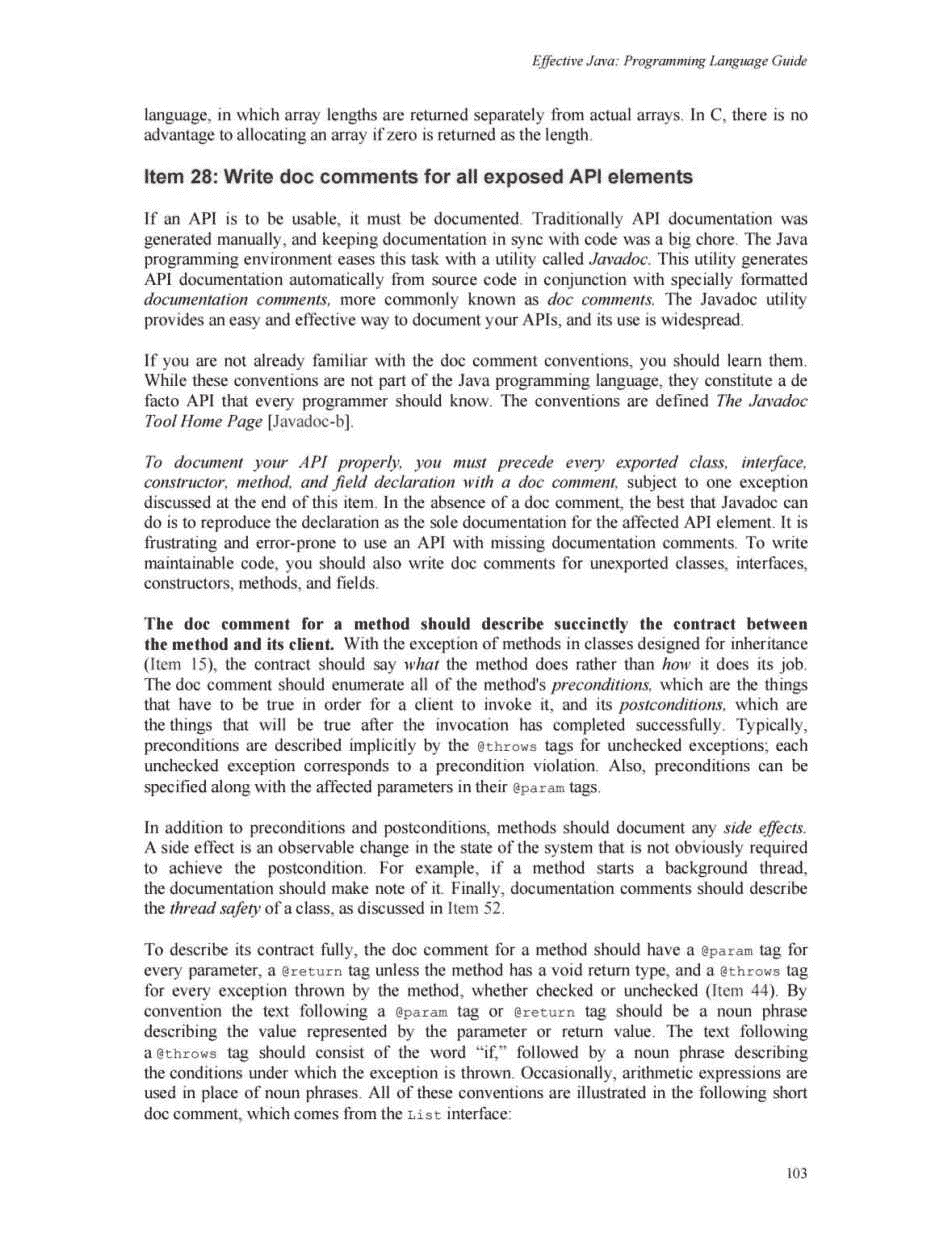 Effective Java: Programming Language Guide
language, in which array lengths are returned separately from actual arrays. In C, there is no
advantage to allocating an array if zero is returned as the length.
Item 28: Write doc comments for all exposed API elements
If an API is to be usable, it must be documented. Traditionally API documentation was
generated manually, and keeping documentation in sync with code was a big chore. The Java
programming environment eases this task with a utility called Javadoc. This utility generates
API documentation automatically from source code in conjunction with specially formatted
documentation comments, more commonly known as doc comments. The Javadoc utility
provides an easy and effective way to document your APIs, and its use is widespread.
If you are not already familiar with the doc comment conventions, you should learn them.
While these conventions are not part of the Java programming language, they constitute a de
facto API that every programmer should know. The conventions are defined The Javadoc
Tool Home Page [Javadoc-b].
To document your API properly, you must precede every exported class, interface,
constructor, method, and field declaration with a doc comment, subject to one exception
discussed at the end of this item. In the absence of a doc comment, the best that Javadoc can
do is to reproduce the declaration as the sole documentation for the affected API element. It is
frustrating and error-prone to use an API with missing documentation comments. To write
maintainable code, you should also write doc comments for unexported classes, interfaces,
constructors, methods, and fields.
The doc comment for a method should describe succinctly the contract between
the method and its client. With the exception of methods in classes designed for inheritance
(Item 15), the contract should say what the method does rather than how it does its job.
The doc comment should enumerate all of the method's preconditions, which are the things
that have to be true in order for a client to invoke it, and its postconditions, which are
the things that will be true after the invocation has completed successfully. Typically,
preconditions are described implicitly by the @throws tags for unchecked exceptions; each
unchecked exception corresponds to a precondition violation. Also, preconditions can be
specified along with the affected parameters in their @param tags.
In addition to preconditions and postconditions, methods should document any side effects.
A side effect is an observable change in the state of the system that is not obviously required
to achieve the postcondition. For example, if a method starts a background thread,
the documentation should make note of it. Finally, documentation comments should describe
the thread safety of a class, as discussed in Item 52.
To describe its contract fully, the doc comment for a method should have a @param tag for
every parameter, a @return tag unless the method has a void return type, and a @throws tag
for every exception thrown by the method, whether checked or unchecked (Item 44). By
convention the text following a @param tag or @return tag should be a noun phrase
describing the value represented by the parameter or return value. The text following
a @throws tag should consist of the word “if,” followed by a noun phrase describing
the conditions under which the exception is thrown. Occasionally, arithmetic expressions are
used in place of noun phrases. All of these conventions are illustrated in the following short
doc comment, which comes from the List interface:
103